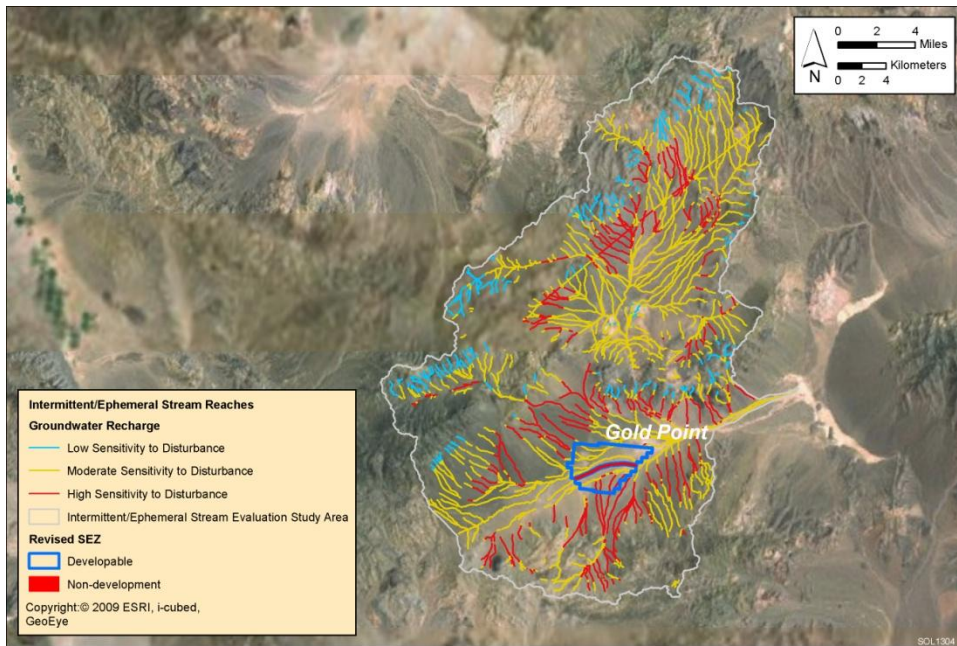 0 2 4
Miles
Kilometers
0 2 4
N
Gold Point
Intermittent/Ephemeral Stream Reaches
Groundwater Recharge
Low Sensitivity to Disturbance
Moderate Sensitivity to Disturbance
High Sensitivity to Disturbance
Intermittent/Ephemeral Stream Evaluation Study Area
Revised SEZ
Developable
Non-development
Copyright:© 2009 ESRI, i-cubed,
GeoEye
SOL1304